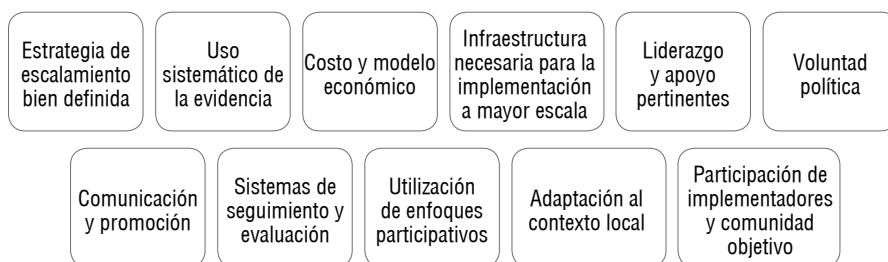 Estrategia de
escalamiento
bien definida
Uso
sistemático de
la evidencia
Costo y modelo
económico
Infraestructura
necesaria para la
implementación
a mayor escala
Liderazgo
y apoyo
pertinentes
Voluntad
política
Comunicación
y promoción
Sistemas de
seguimiento y
evaluación
Utilización
de enfoques
participativos
Adaptación al
contexto local
Participación de
implementadores
y comunidad
objetivo